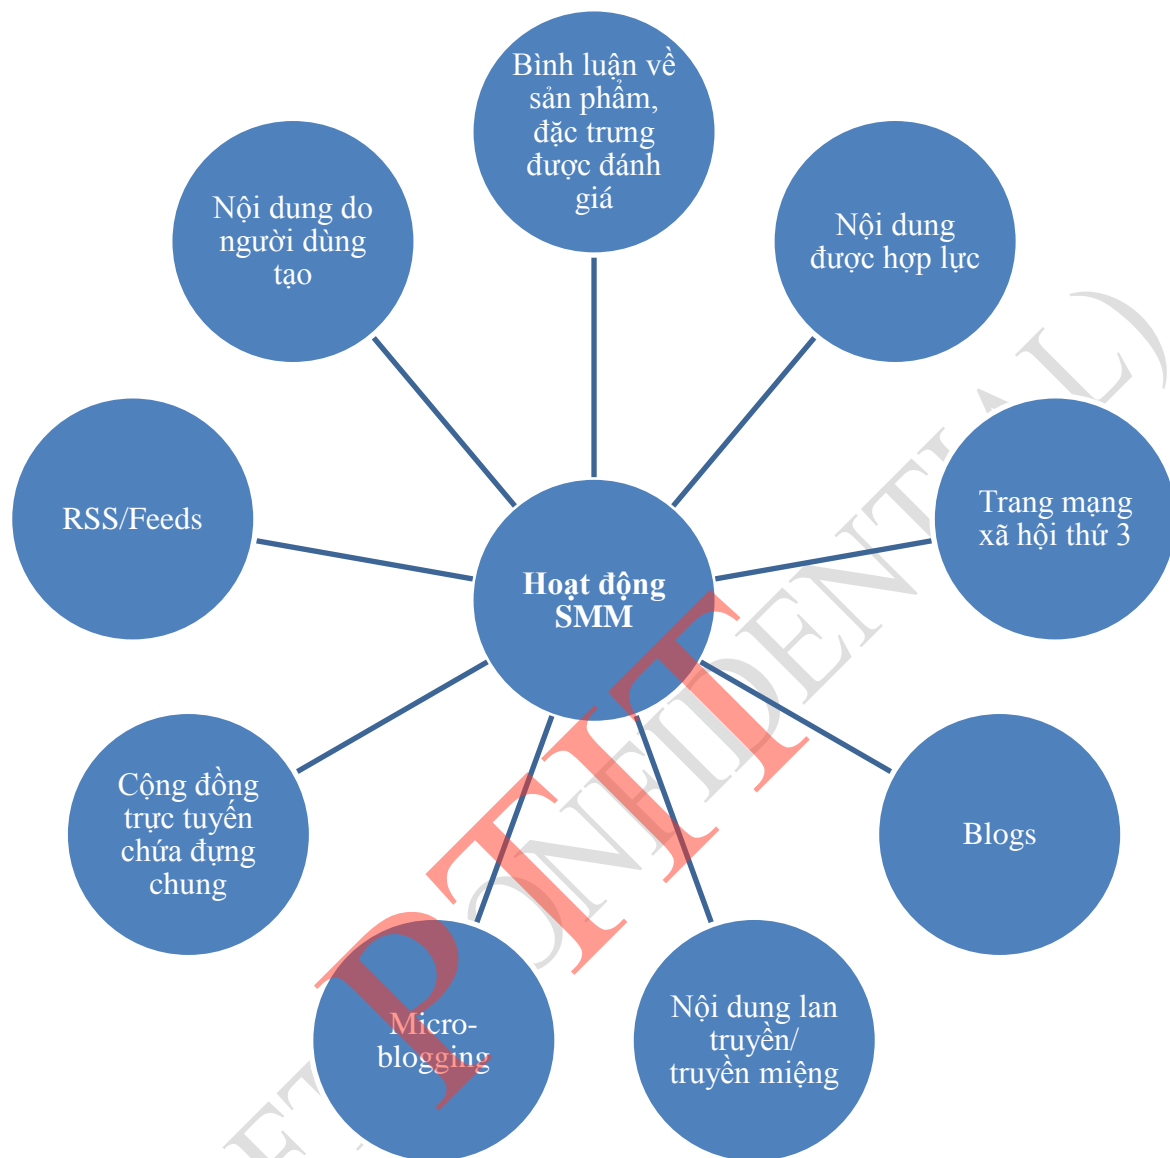 Bình luận về
sản phẩm,
đặc trưng
được đánh
giá
Nội dung
được hợp lực
Trang mạng
xã hội thứ 3
Blogs
Nội dung lan
truyền/
truyền miệng
Micro-
blogging
Cộng đồng
trực tuyến
chứa đựng
chung
RSS/Feeds
Nội dung do
người dùng
tạo
Hoạt động
SMM
PTIT